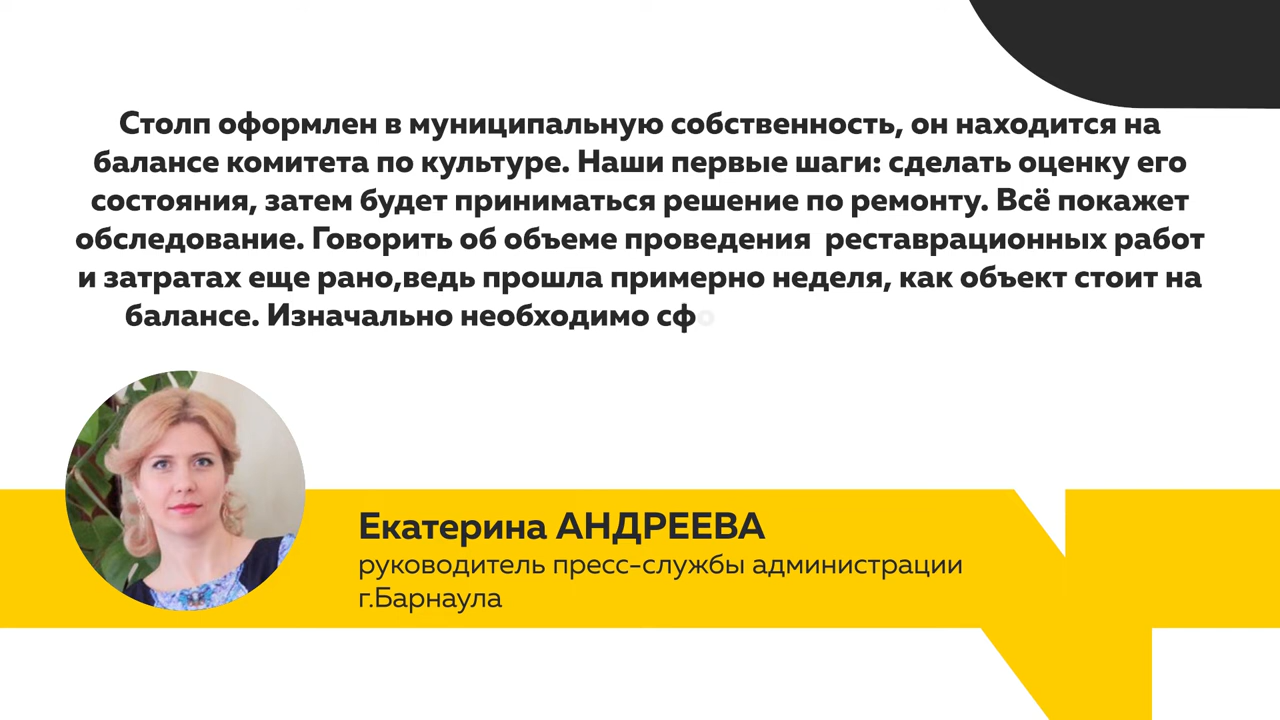 Столп оформлен в муниципальную собственность, он находится на
балансе комитета по культуре. Наши первые шаги: сделать оценку его
состояния, затем будет приниматься решение по ремонту. Всё покажет
обследование. Говорить об объеме проведения  реставрационных работ
и затратах еще рано,ведь прошла примерно неделя, как объект стоит на
балансе. Изначально необходимо сфо
Екатерина АНДРЕЕВА
руководитель пресс-службы администрации
г.Барнаула